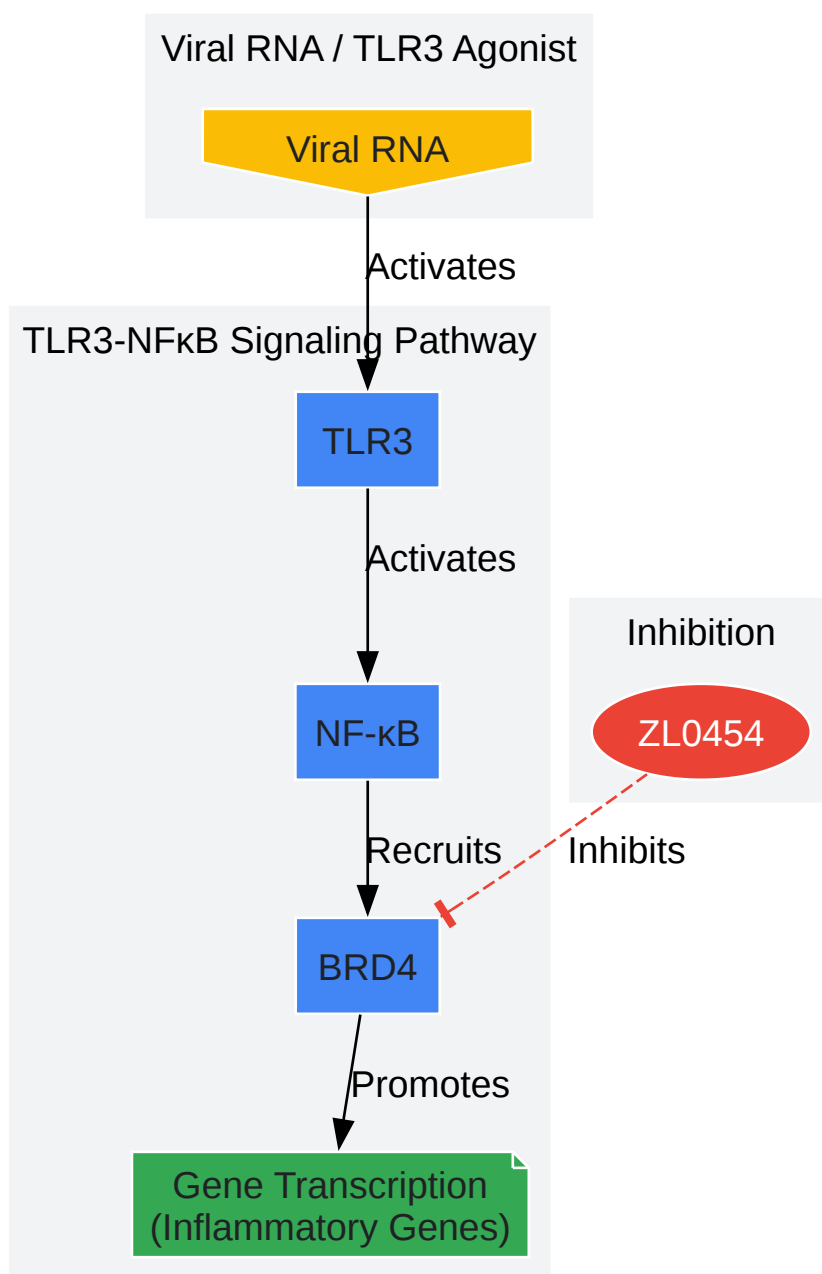 Viral RNA / TLR3 Agonist
Viral RNA
Activates
TLR3-NFκB Signaling Pathway
TLR3
Activates
Inhibition
NF-κB
ZL0454
Recruits
Inhibits
BRD4
Promotes
Gene Transcription
(Inflammatory Genes)